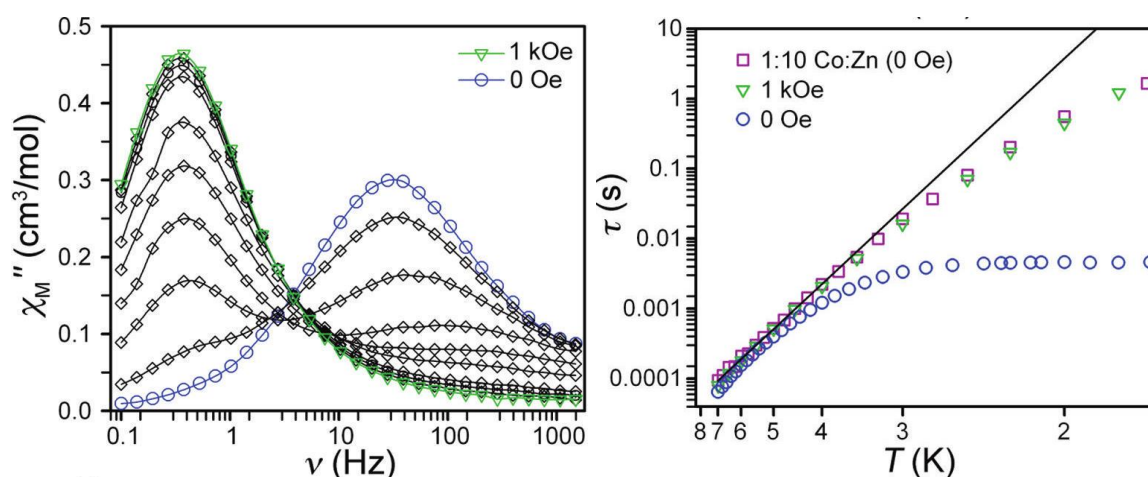 0.5
0.4
0.3
0.2
0.1
0.0
χM″ (cm³/mol)
1 kOe
0 Oe
0.1
1
10
100
1000
ν (Hz)
1:10 Co:Zn (0 Oe)
1 kOe
0 Oe
10
1
0.1
0.01
0.001
0.0001
τ (s)
8
7
6
5
4
3
2
T (K)